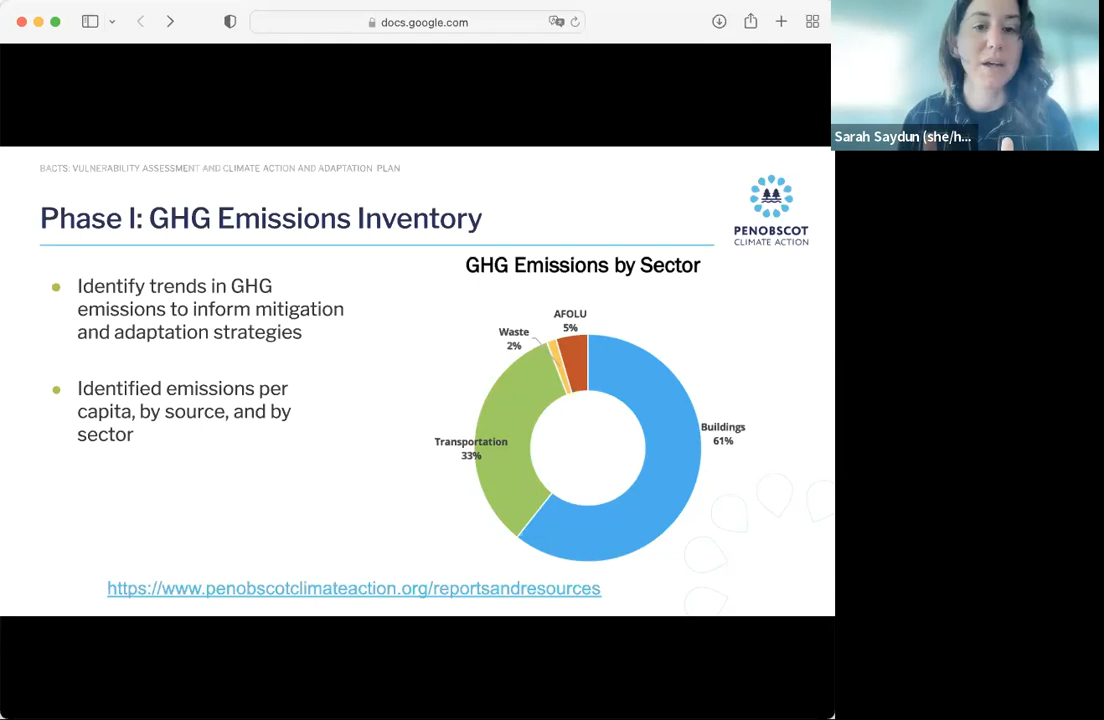 docs.google.com
Sarah Saydun (she/h...
BACTS: VULNERABILITY ASSESSMENT AND CLIMATE ACTION AND ADAPTATION PLAN
Phase I: GHG Emissions Inventory
PENOBSCOT
CLIMATE ACTION
● Identify trends in GHG
emissions to inform mitigation
and adaptation strategies
● Identified emissions per
capita, by source, and by
sector
GHG Emissions by Sector
AFOLU
5%
Waste
2%
Buildings
61%
Transportation
33%
https://www.penobscotclimateaction.org/reportsandresources